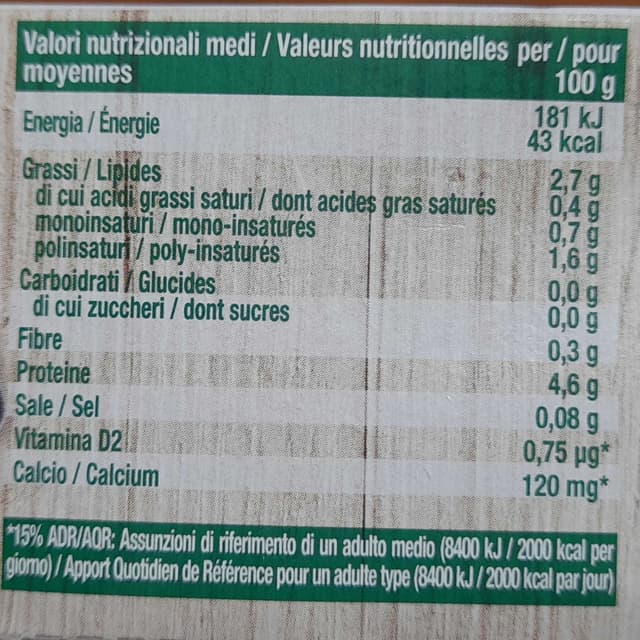 Valori nutrizionali medi / Valeurs nutritionnelles per / pour
moyennes 100 g
Energia / Énergie 181 kJ
43 kcal
Grassi / Lipides 2,7 g
di cui acidi grassi saturi / dont acides gras saturés 0,4 g
monoinsaturi / mono-insaturés 0,7 g
polinsaturi / poly-insaturés 1,6 g
Carboidrati / Glucides 0,0 g
di cui zuccheri / dont sucres 0,0 g
Fibre 0,3 g
Proteine 4,6 g
Sale / Sel 0,08 g
Vitamina D2 0,75 µg*
Calcio / Calcium 120 mg*
*15% ADR/AQR: Assunzioni di riferimento di un adulto medio (8400 kJ / 2000 kcal per
giorno) / Apport Quotidien de Référence pour un adulte type (8400 kJ / 2000 kcal par jour)